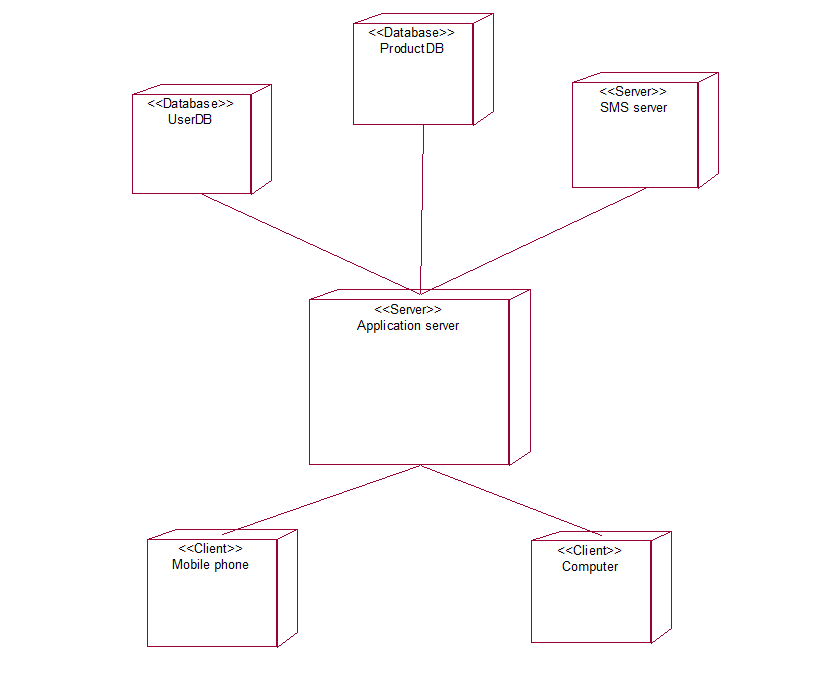 <<Database>>
ProductDB
<<Database>>
UserDB
<<Server>>
SMS server
<<Server>>
Application server
<<Client>>
Mobile phone
<<Client>>
Computer